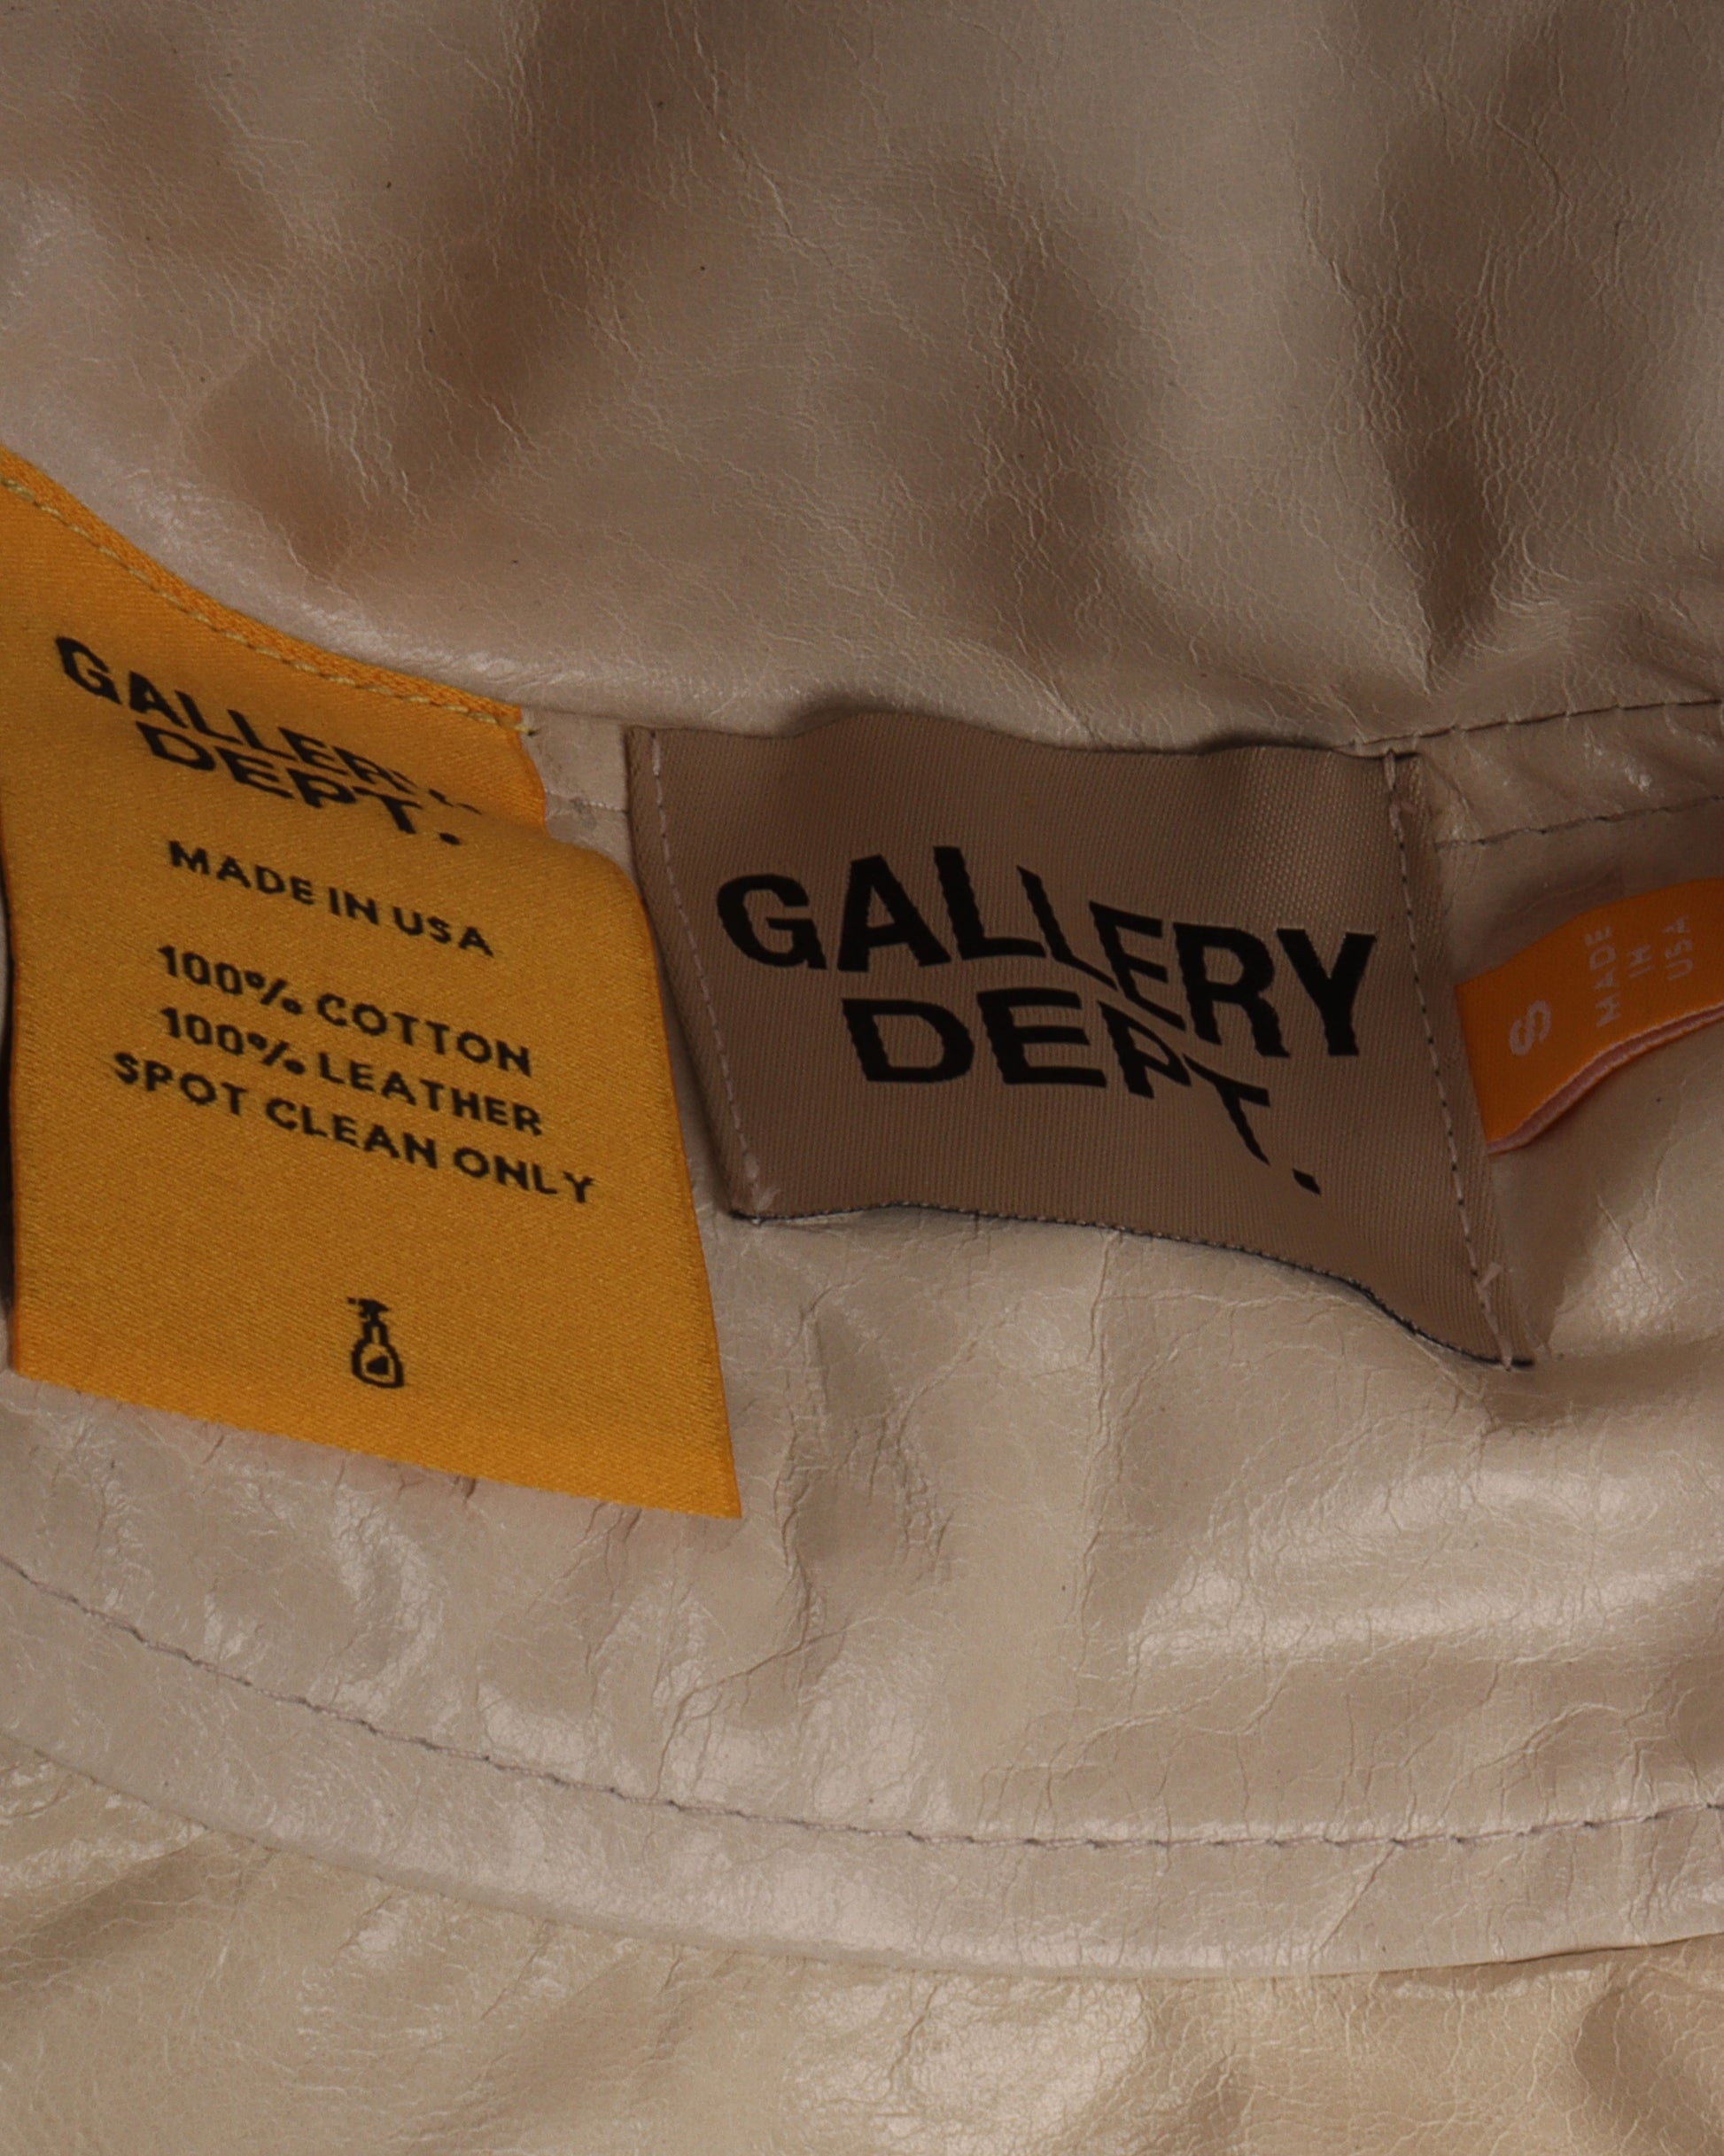 GALLERY
DEPT.
MADE IN USA
100% COTTON
100% LEATHER
SPOT CLEAN ONLY
GALLERY
DEPT.
S
MADE
IN
USA